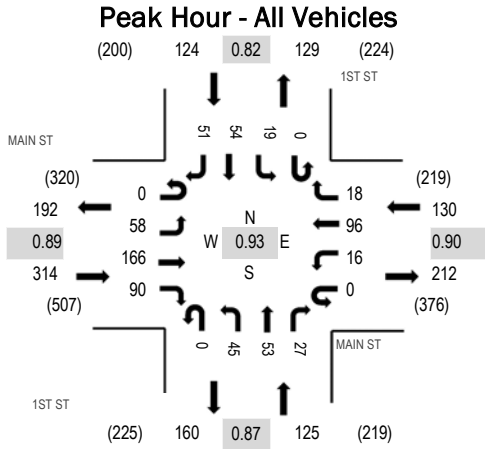 Peak Hour - All Vehicles
(200) 124 0.82 129 (224)
1ST ST
MAIN ST
51 54 19 0
(320) (219)
0 18
192 130
58 N 96
0.89 W 0.93 E 0.90
166 S 16
314 212
90 0
(507) (376)
0 45 53 27
MAIN ST
1ST ST
(225) 160 0.87 125 (219)